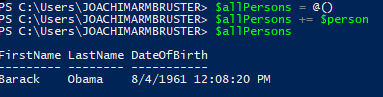 PS C:\Users\JOACHIMARMBRUSTER> $allPersons = @()
PS C:\Users\JOACHIMARMBRUSTER> $allPersons += $person
PS C:\Users\JOACHIMARMBRUSTER> $allPersons
FirstName LastName DateOfBirth
--------- -------- -----------
Barack Obama 8/4/1961 12:08:20 PM